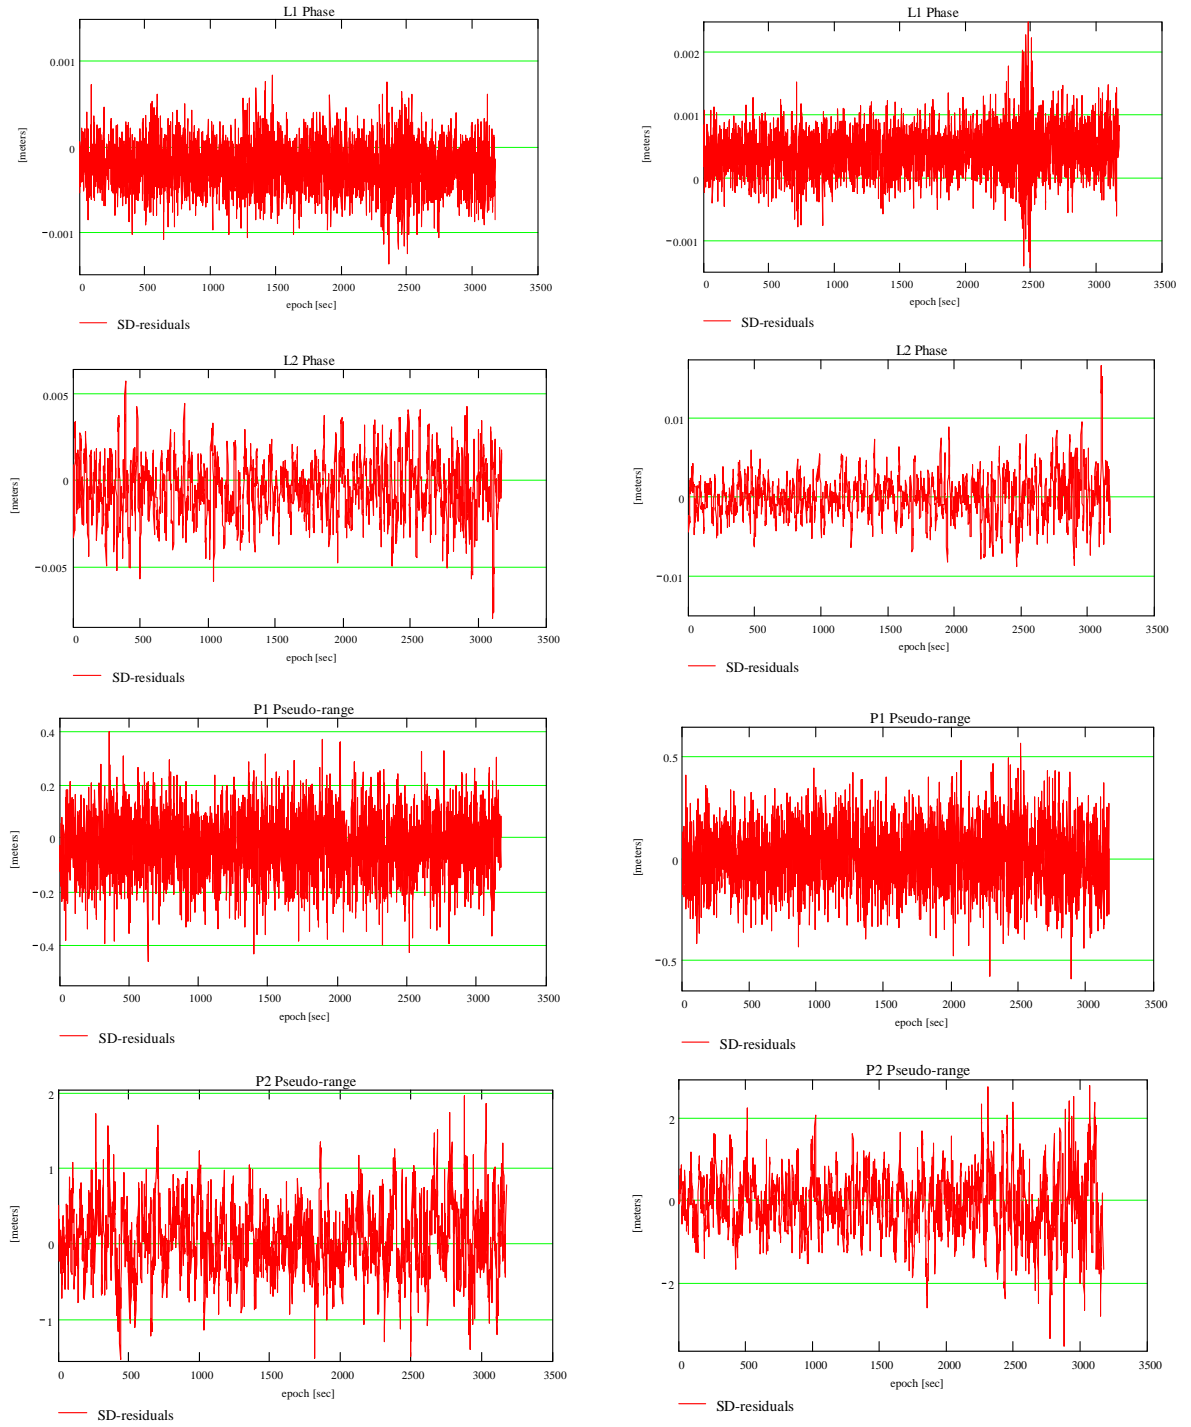 L1 Phase
0.001
0
−0.001
[meters]
0 500 1000 1500 2000 2500 3000 3500
epoch [sec]
SD-residuals
L1 Phase
0.002
0.001
0
−0.001
[meters]
0 500 1000 1500 2000 2500 3000 3500
epoch [sec]
SD-residuals
L2 Phase
0.005
0
−0.005
[meters]
0 500 1000 1500 2000 2500 3000 3500
epoch [sec]
SD-residuals
L2 Phase
0.01
0
−0.01
[meters]
0 500 1000 1500 2000 2500 3000 3500
epoch [sec]
SD-residuals
P1 Pseudo-range
0.4
0.2
0
−0.2
−0.4
[meters]
0 500 1000 1500 2000 2500 3000 3500
epoch [sec]
SD-residuals
P1 Pseudo-range
0.5
0
−0.5
[meters]
0 500 1000 1500 2000 2500 3000 3500
epoch [sec]
SD-residuals
P2 Pseudo-range
2
1
0
−1
[meters]
0 500 1000 1500 2000 2500 3000 3500
epoch [sec]
SD-residuals
P2 Pseudo-range
2
0
−2
[meters]
0 500 1000 1500 2000 2500 3000 3500
epoch [sec]
SD-residuals